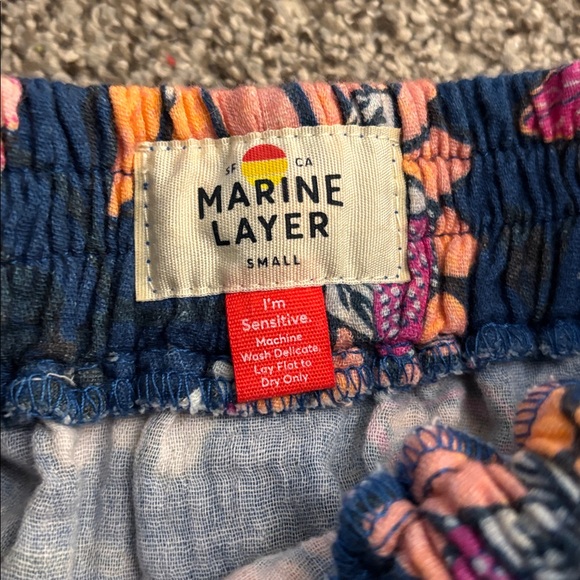 SF CA
MARINE
LAYER
SMALL
I'm
Sensitive.
Machine
Wash Delicate,
Lay Flat to
Dry Only